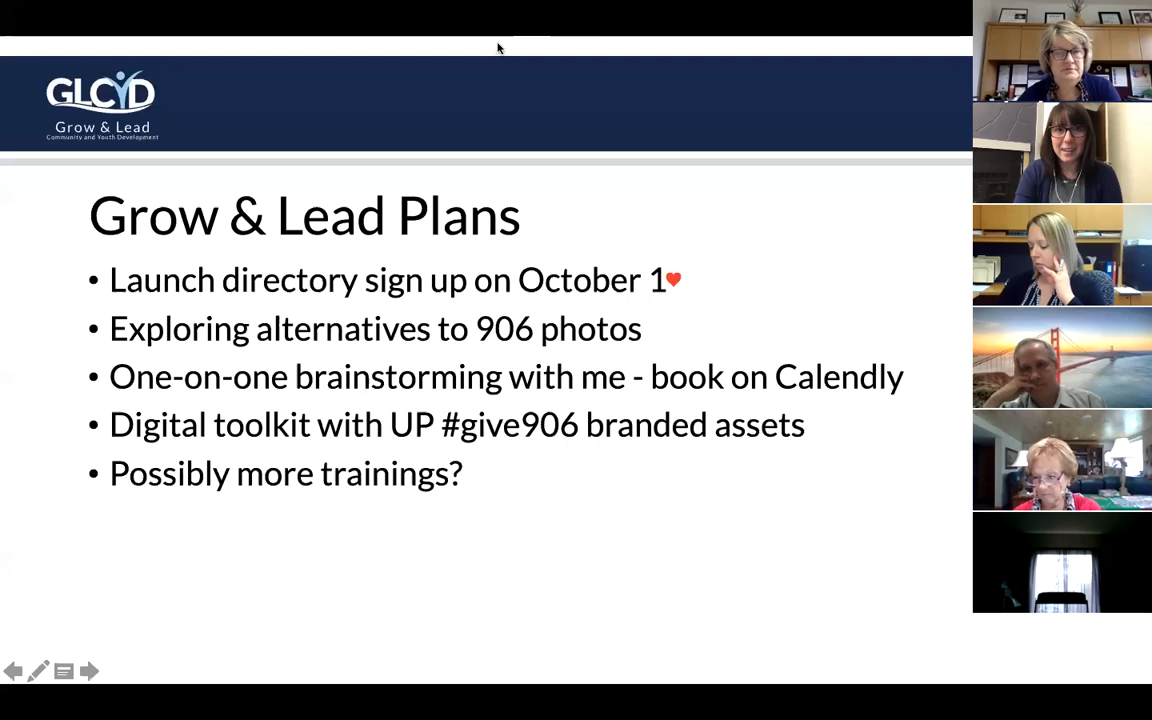 GLCYD
Grow & Lead
Community and Youth Development
Grow & Lead Plans
• Launch directory sign up on October 1
• Exploring alternatives to 906 photos
• One-on-one brainstorming with me - book on Calendly
• Digital toolkit with UP #give906 branded assets
• Possibly more trainings?